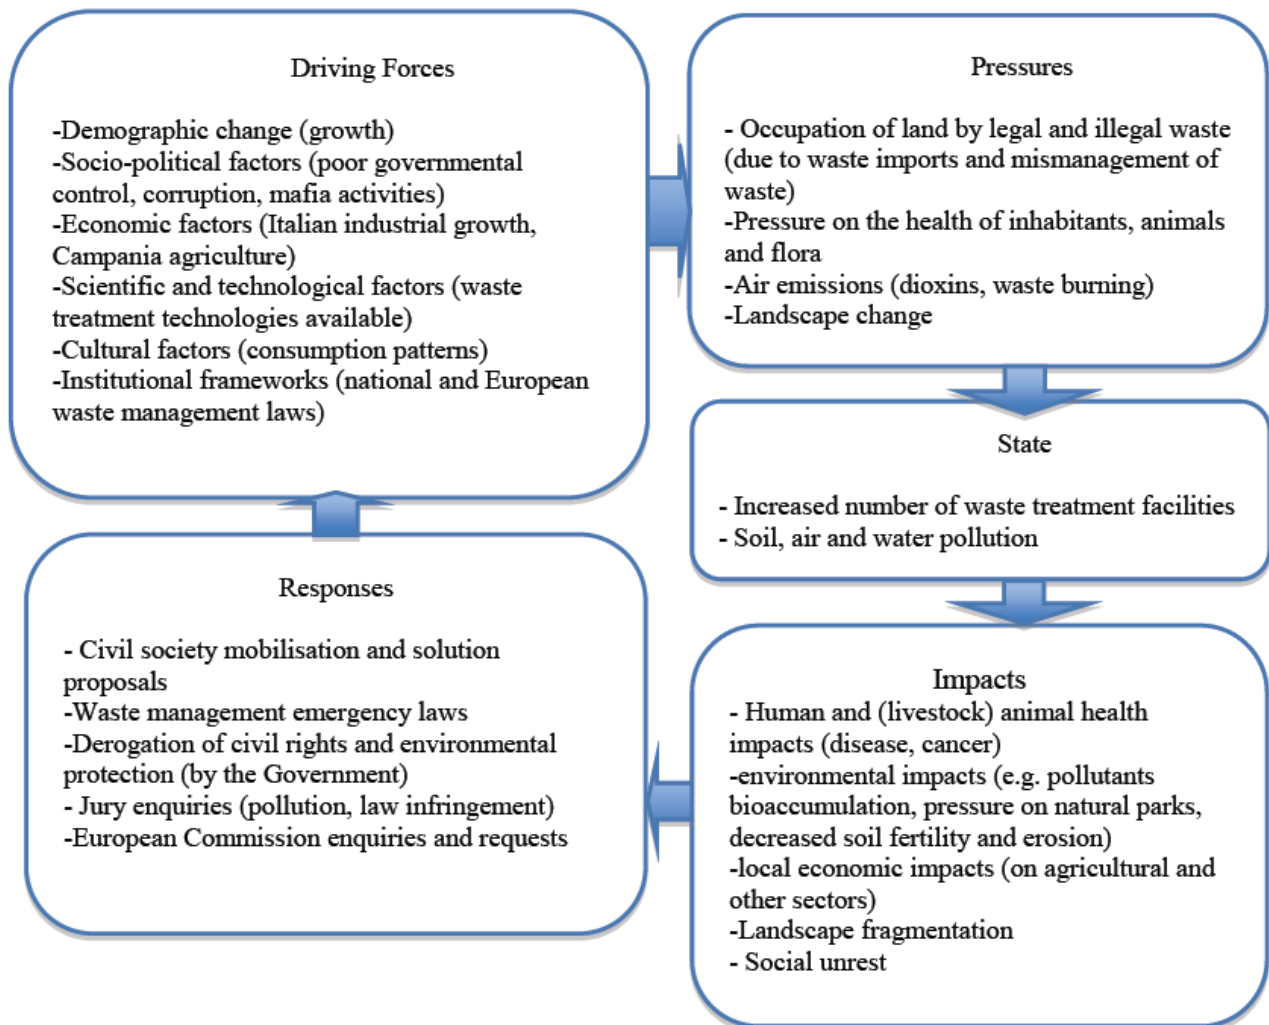 Driving Forces
-Demographic change (growth)
-Socio-political factors (poor governmental
control, corruption, mafia activities)
-Economic factors (Italian industrial growth,
Campania agriculture)
-Scientific and technological factors (waste
treatment technologies available)
-Cultural factors (consumption patterns)
-Institutional frameworks (national and European
waste management laws)
Pressures
- Occupation of land by legal and illegal waste
(due to waste imports and mismanagement of
waste)
-Pressure on the health of inhabitants, animals
and flora
-Air emissions (dioxins, waste burning)
-Landscape change
State
- Increased number of waste treatment facilities
- Soil, air and water pollution
Impacts
- Human and (livestock) animal health
impacts (disease, cancer)
-environmental impacts (e.g. pollutants
bioaccumulation, pressure on natural parks,
decreased soil fertility and erosion)
-local economic impacts (on agricultural and
other sectors)
-Landscape fragmentation
- Social unrest
Responses
- Civil society mobilisation and solution
proposals
-Waste management emergency laws
-Derogation of civil rights and environmental
protection (by the Government)
- Jury enquiries (pollution, law infringement)
-European Commission enquiries and requests